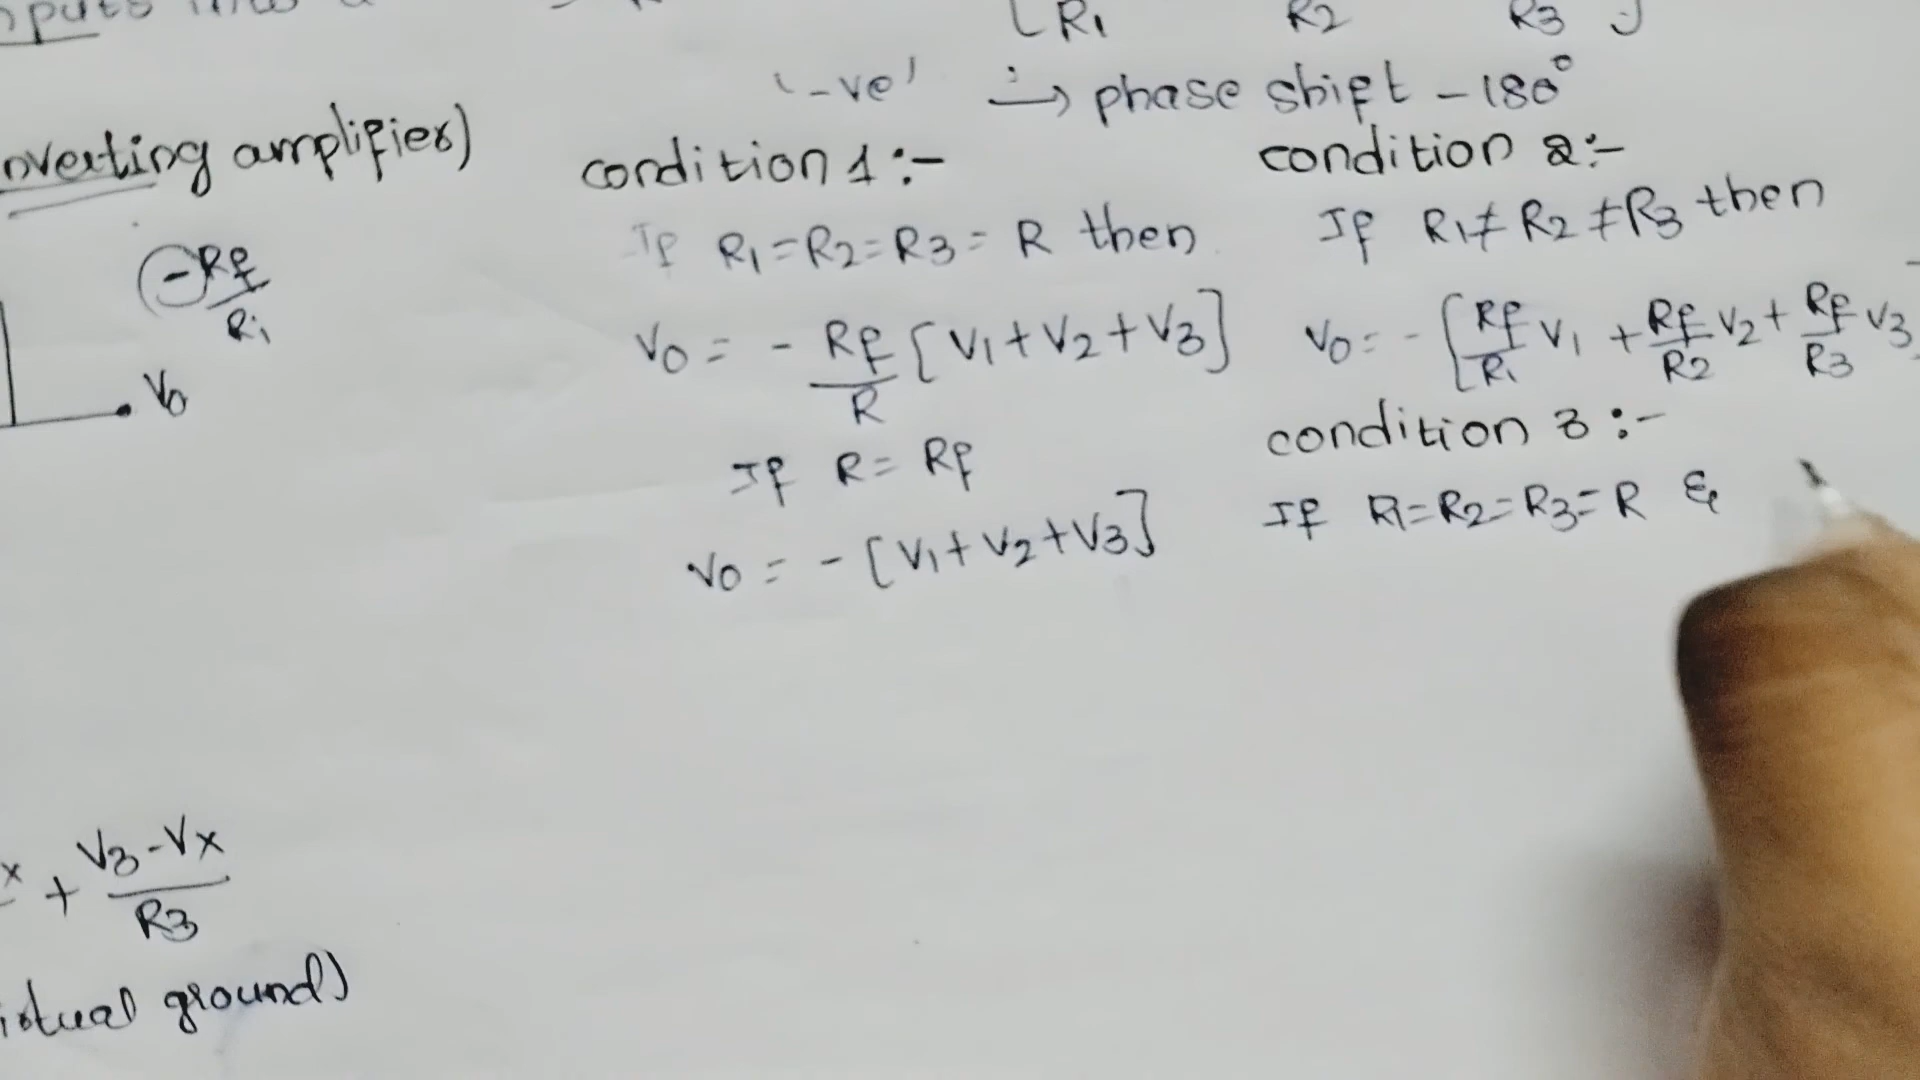 R1 R2 R3
'-ve' ∴→ phase shift -180°
nverting amplifier)
-Rf/Ri
Vo
condition 1 :-
If R1=R2=R3=R then
Vo = -Rf/R [V1+V2+V3]
If R=Rf
Vo = -[V1+V2+V3]
condition 2:-
If R1≠R2≠R3 then
Vo = -[Rf/R1 V1 + Rf/R2 V2 + Rf/R3 V3]
condition 3 :-
If R1=R2=R3=R &
+ V3-Vx/R3
rtual ground)